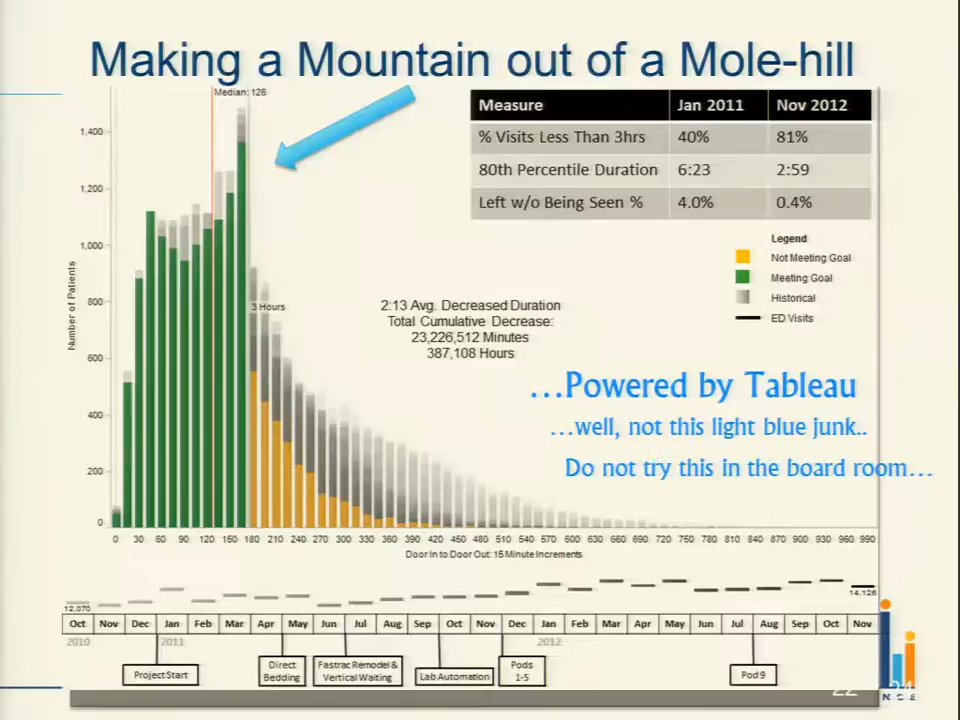 Making a Mountain out of a Mole-hill
Median: 126
Measure Jan 2011 Nov 2012
% Visits Less Than 3hrs 40% 81%
80th Percentile Duration 6:23 2:59
Left w/o Being Seen % 4.0% 0.4%
Legend
Not Meeting Goal
Meeting Goal
Historical
ED Visits
1,400
1,200
1,000
800
600
400
200
0
Number of Patients
3 Hours
2:13 Avg. Decreased Duration
Total Cumulative Decrease:
23,226,512 Minutes
387,108 Hours
...Powered by Tableau
...well, not this light blue junk..
Do not try this in the board room...
0 30 60 90 120 150 180 210 240 270 300 330 360 390 420 450 480 510 540 570 600 630 660 690 720 750 780 810 840 870 900 930 960 990
Door In to Door Out: 15 Minute Increments
12,070
14,126
Oct Nov Dec Jan Feb Mar Apr May Jun Jul Aug Sep Oct Nov Dec Jan Feb Mar Apr May Jun Jul Aug Sep Oct Nov
2010 2011 2012
Project Start
Direct
Bedding
Fastrac Remodel &
Vertical Waiting
Lab Automation
Pods
1-5
Pod 9
22
24